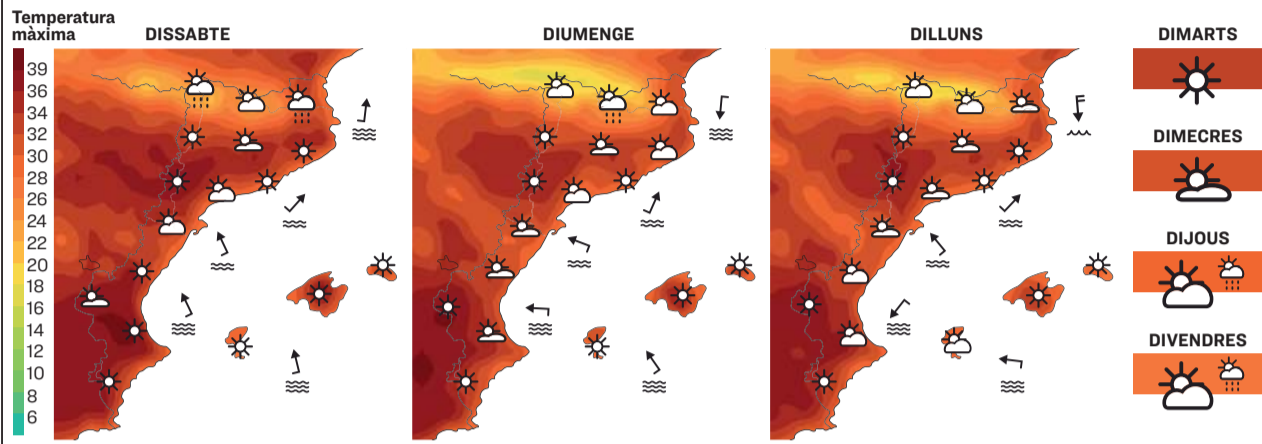 Temperatura
màxima
DISSABTE
DIUMENGE
DILLUNS
DIMARTS
39
36
34
32
30
28
26
24
22
20
18
16
14
12
10
8
6
DIMECRES
DIJOUS
DIVENDRES